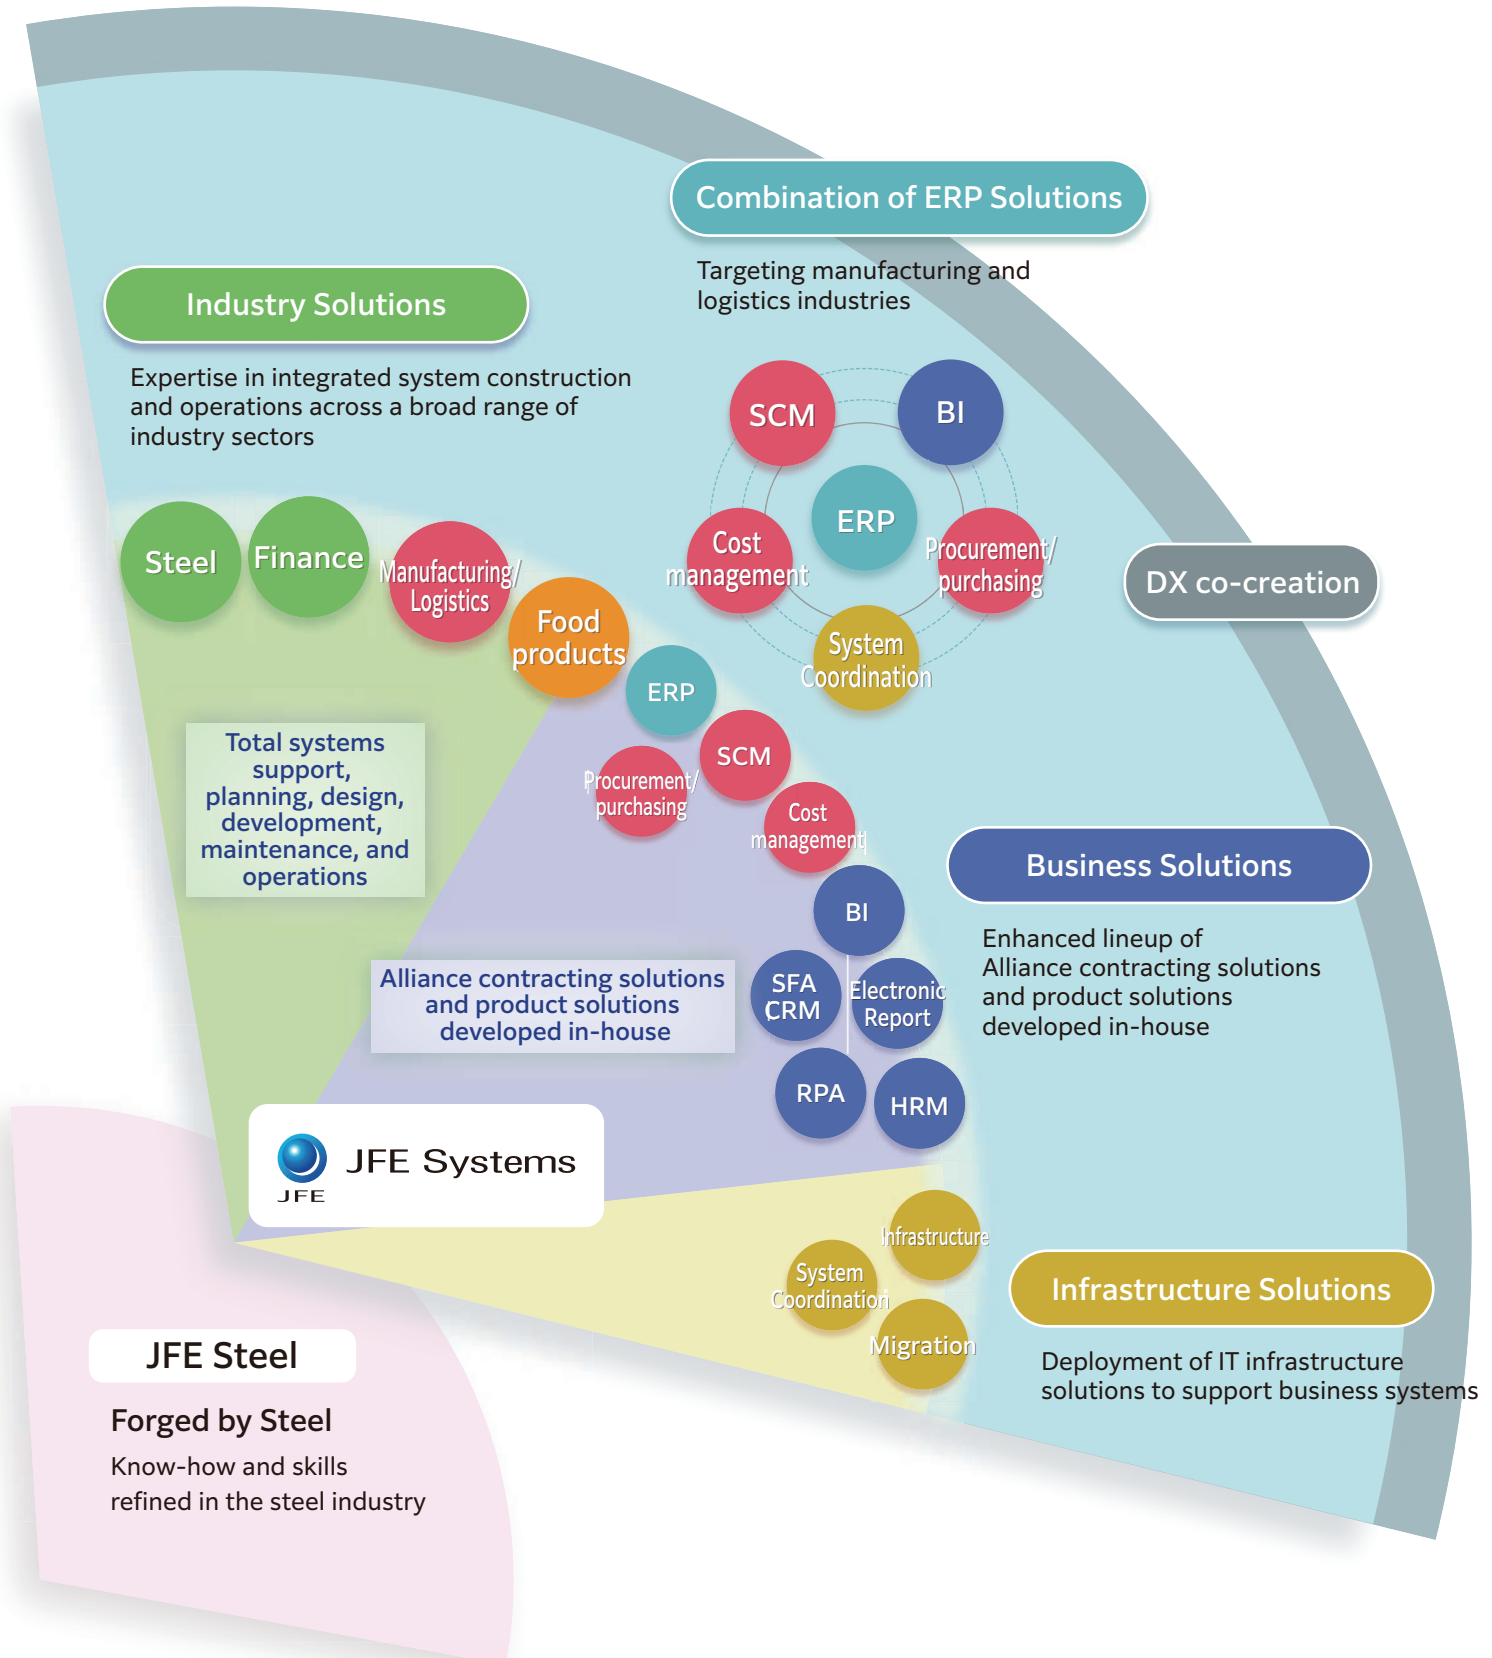 Combination of ERP Solutions
Targeting manufacturing and
logistics industries
Industry Solutions
Expertise in integrated system construction
and operations across a broad range of
industry sectors
SCM
BI
ERP
Cost
management
Procurement/
purchasing
System
Coordination
DX co-creation
Steel
Finance
Manufacturing/
Logistics
Food
products
ERP
SCM
Procurement/
purchasing
Cost
management
Total systems
support,
planning, design,
development,
maintenance, and
operations
BI
SFA
CRM
Electronic
Report
RPA
HRM
Alliance contracting solutions
and product solutions
developed in-house
Business Solutions
Enhanced lineup of
Alliance contracting solutions
and product solutions
developed in-house
JFE
JFE Systems
Infrastructure
System
Coordination
Migration
Infrastructure Solutions
Deployment of IT infrastructure
solutions to support business systems
JFE Steel
Forged by Steel
Know-how and skills
refined in the steel industry